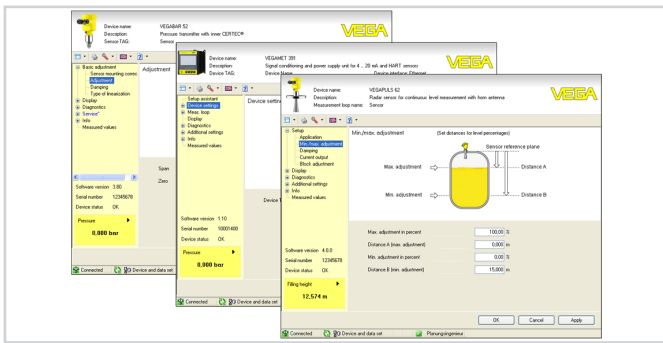 Device name: VEGABAR 52
Description: Pressure transmitter with inner CERTEC®
Sensor TAG: Sensor
VEGA
Basic adjustment
Adjustment
Damping
Type of linearization
Display
Diagnostics
Service
Info
Measured values
Adjustment
Span
Zero
Software version 3.80
Serial number 12345678
Device status OK
Pressure
0,000 bar
Connected
Device and data set
Device name: VEGAMET 391
Description: Signal conditioning and power supply unit for 4 .. 20 mA and HART sensors
Device TAG: Device Name
Device interface: Ethernet
VEGA
Setup assistant
Device settings
Meas. loop
Display
Diagnostics
Additional settings
Info
Measured values
Software version 1.10
Serial number 10001400
Device status OK
Pressure
0,000 bar
Connected
Device and data set
Device name: VEGAPULS 62
Description: Radar sensor for continuous level measurement with horn antenna
Measurement loop name: Sensor
VEGA
Setup
Application
Min./max. adjustment
Damping
Current output
Block adjustment
Display
Diagnostics
Additional settings
Info
Measured values
Min./max. adjustment (Set distances for level percentages)
Sensor reference plane
Max. adjustment
Distance A
Min. adjustment
Distance B
Max. adjustment in percent 100,00 %
Distance A (max. adjustment) 0,000 m
Min. adjustment in percent 0,00 %
Distance B (min. adjustment) 15,000 m
Software version 4.0.0
Serial number 12345678
Device status OK
Filling height
12,574 m
OK Cancel Apply
Connected
Device and data set
Planungsingenieur: